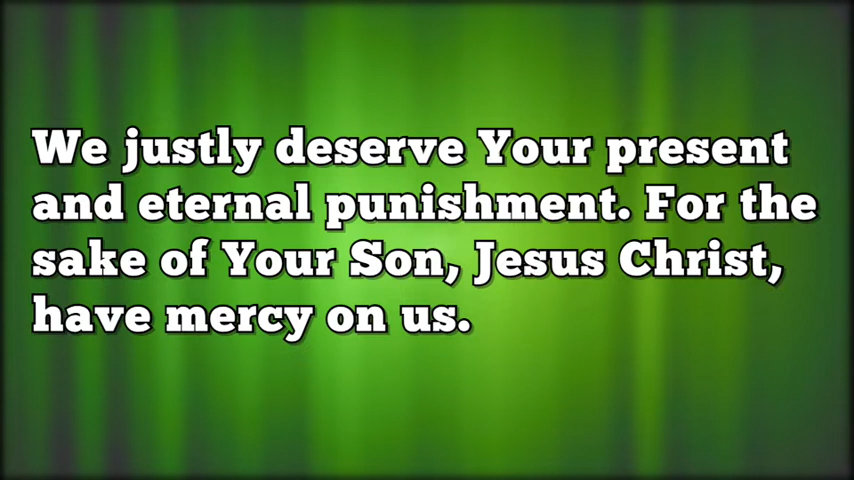 We justly deserve Your present
and eternal punishment. For the
sake of Your Son, Jesus Christ,
have mercy on us.